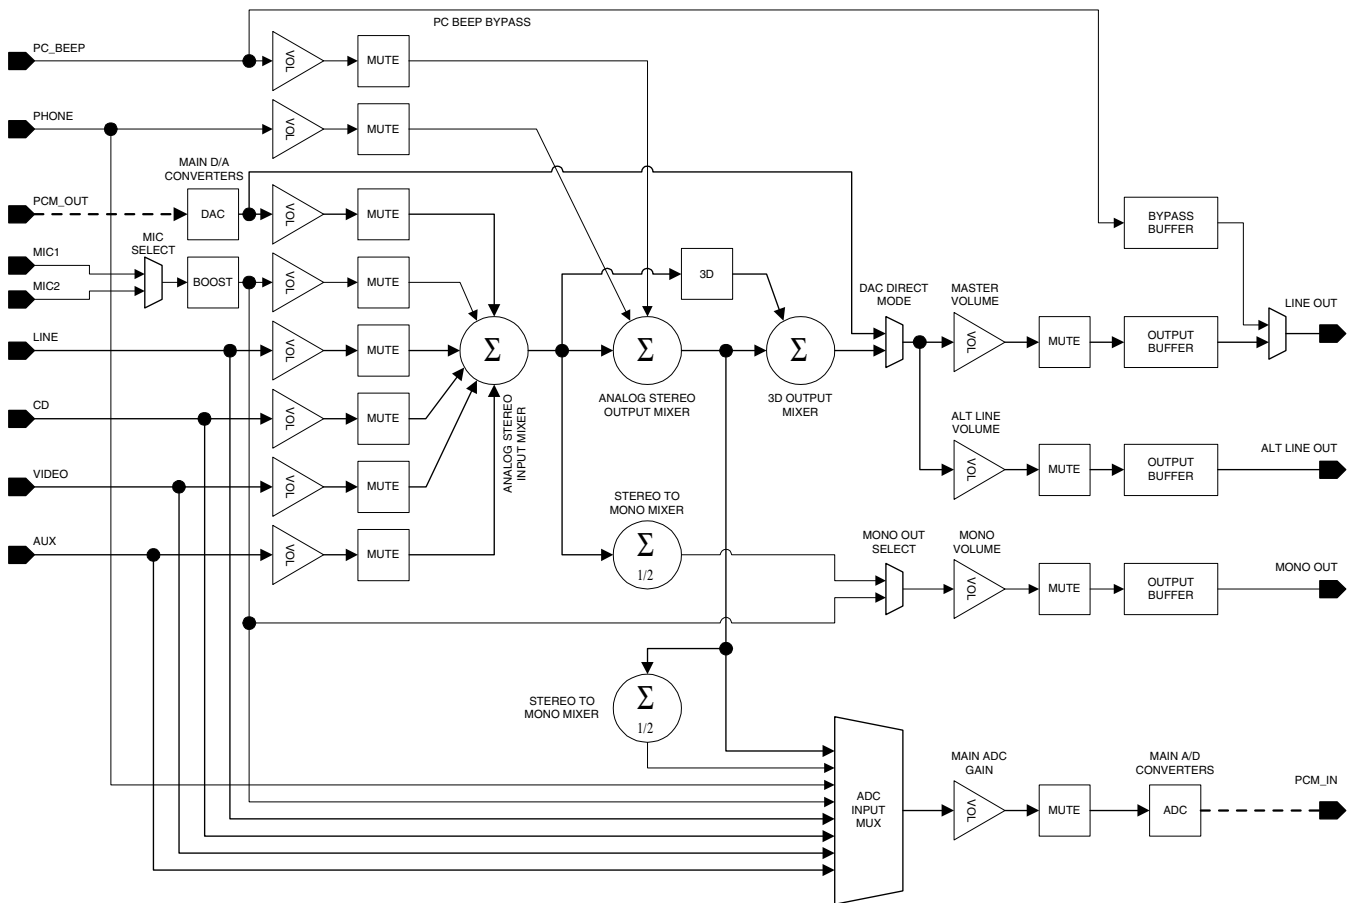 PC BEEP BYPASS
PC_BEEP
VOL
MUTE
PHONE
VOL
MUTE
MAIN D/A
CONVERTERS
PCM_OUT
DAC
VOL
MUTE
BYPASS
BUFFER
MIC1
MIC2
MIC
SELECT
BOOST
VOL
MUTE
3D
DAC DIRECT
MODE
MASTER
VOLUME
LINE OUT
LINE
VOL
MUTE
Σ
ANALOG STEREO
INPUT MIXER
Σ
ANALOG STEREO
OUTPUT MIXER
Σ
3D OUTPUT
MIXER
VOL
MUTE
OUTPUT
BUFFER
CD
VOL
MUTE
ALT LINE
VOLUME
VOL
MUTE
OUTPUT
BUFFER
ALT LINE OUT
VIDEO
VOL
MUTE
STEREO TO
MONO MIXER
Σ
1/2
AUX
VOL
MUTE
MONO OUT
SELECT
MONO
VOLUME
VOL
MUTE
OUTPUT
BUFFER
MONO OUT
STEREO TO
MONO MIXER
Σ
1/2
ADC
INPUT
MUX
MAIN ADC
GAIN
VOL
MUTE
MAIN A/D
CONVERTERS
ADC
PCM_IN